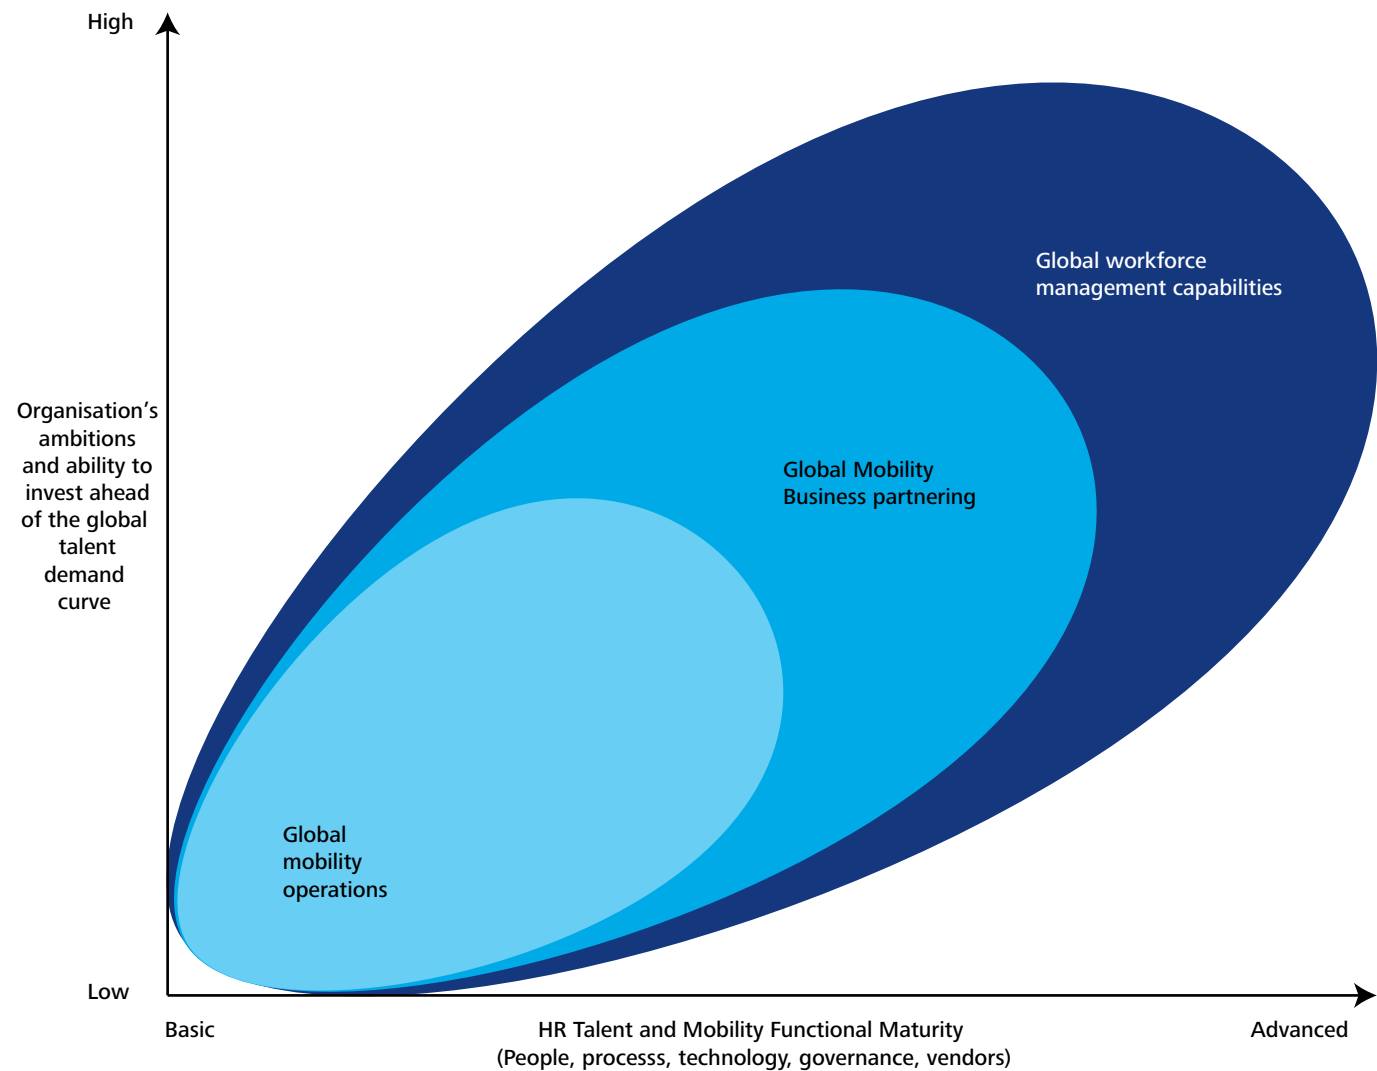 High
Global workforce
management capabilities
Organisation’s
ambitions
and ability to
invest ahead
of the global
talent
demand
curve
Global Mobility
Business partnering
Global
mobility
operations
Low
Basic
HR Talent and Mobility Functional Maturity
(People, processs, technology, governance, vendors)
Advanced